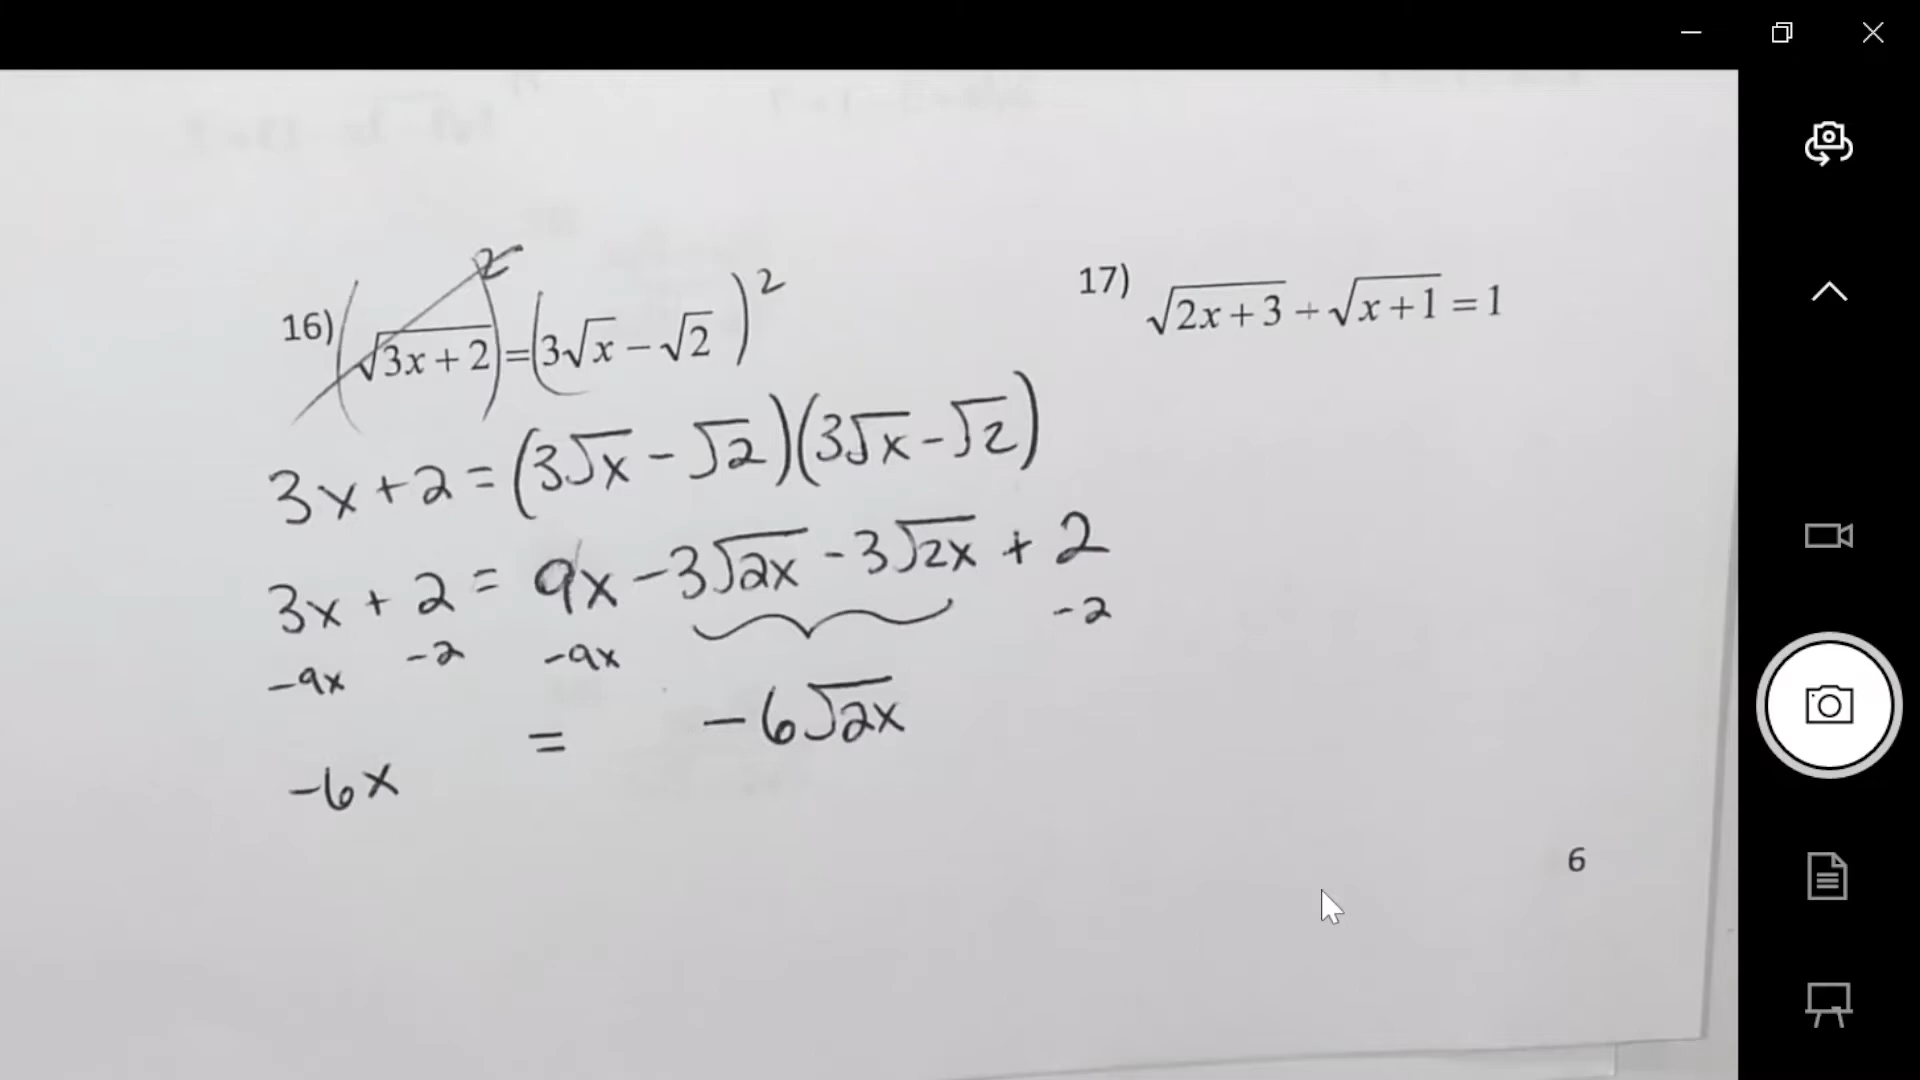 16) (√(3x + 2))² = (3√x − √2)²
3x + 2 = (3√x − √2)(3√x − √2)
3x + 2 = 9x − 3√2x − 3√2x + 2
−9x −2 −9x −2
−6x = −6√2x
17) √(2x + 3) + √(x + 1) = 1
6